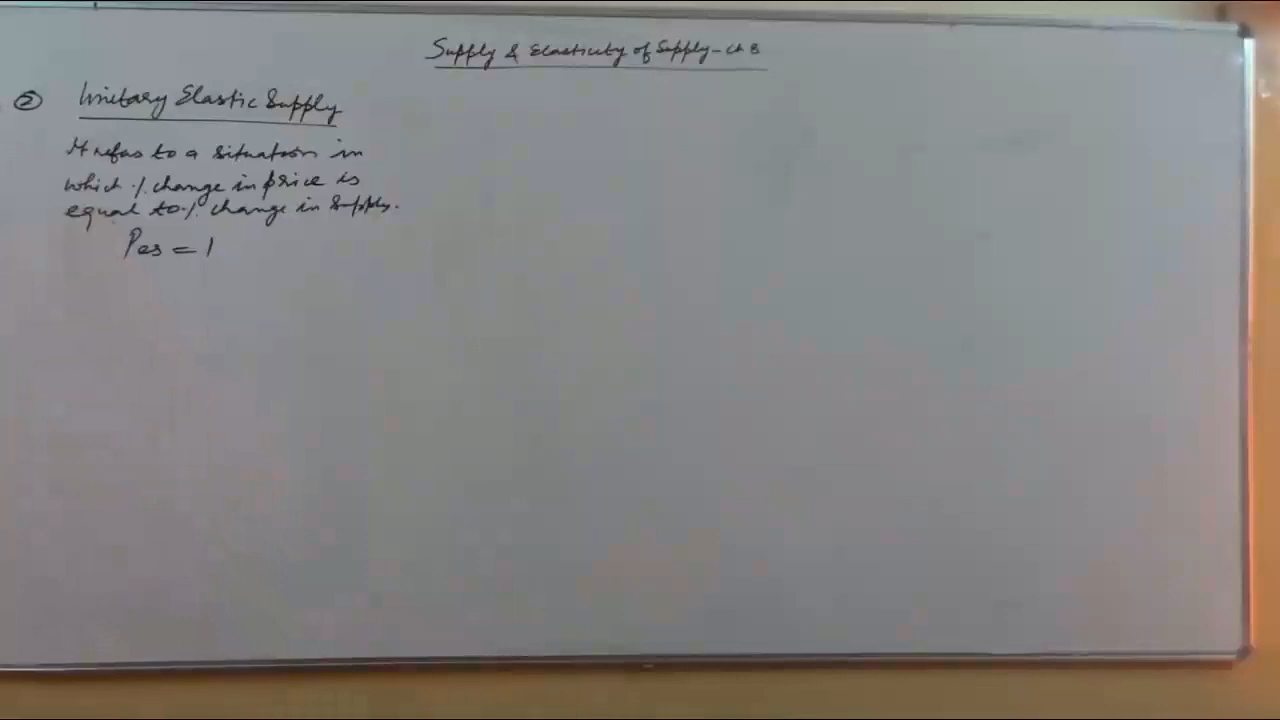 Supply & Elasticity of Supply - Ch 8
② Unitary Elastic Supply
It refers to a situation in
which % change in price is
equal to % change in Supply.
Pes = 1